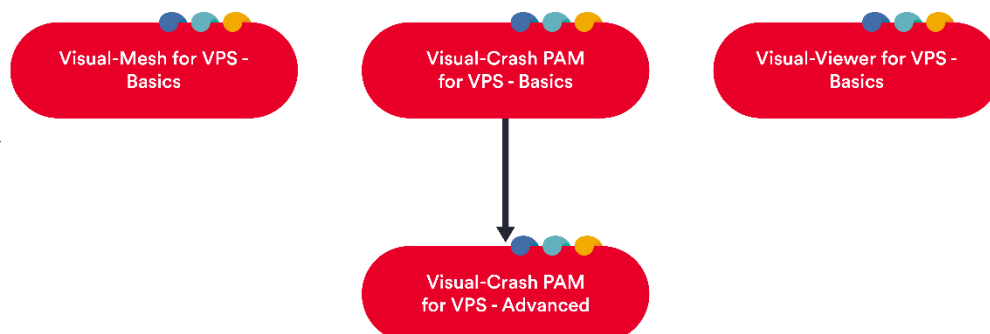 Visual-Mesh for VPS -
Basics
Visual-Crash PAM
for VPS - Basics
Visual-Viewer for VPS -
Basics
Visual-Crash PAM
for VPS - Advanced